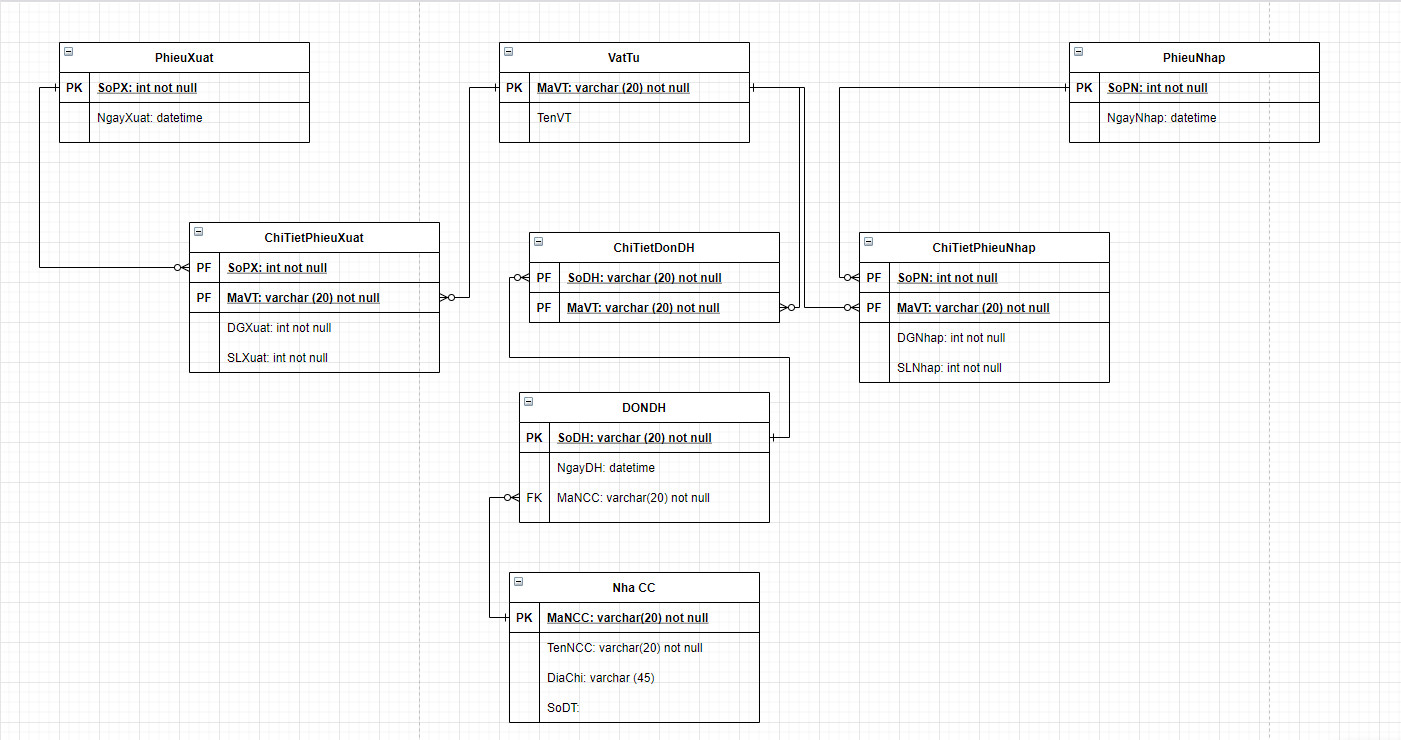 PhieuXuat
PK SoPX: int not null
NgayXuat: datetime
VatTu
PK MaVT: varchar (20) not null
TenVT
PhieuNhap
PK SoPN: int not null
NgayNhap: datetime
ChiTietPhieuXuat
PF SoPX: int not null
PF MaVT: varchar (20) not null
DGXuat: int not null
SLXuat: int not null
ChiTietDonDH
PF SoDH: varchar (20) not null
PF MaVT: varchar (20) not null
ChiTietPhieuNhap
PF SoPN: int not null
PF MaVT: varchar (20) not null
DGNhap: int not null
SLNhap: int not null
DONDH
PK SoDH: varchar (20) not null
NgayDH: datetime
FK MaNCC: varchar(20) not null
Nha CC
PK MaNCC: varchar(20) not null
TenNCC: varchar(20) not null
DiaChi: varchar (45)
SoDT: